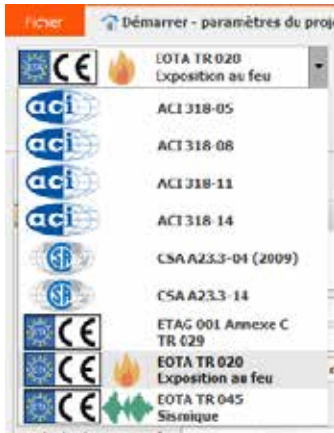 Fichier
Démarrer - paramètres du proje
CE
EOTA TR 020
Exposition au feu
aci
ACI 318-05
aci
ACI 318-08
aci
ACI 318-11
aci
ACI 318-14
CSA A23.3-04 (2009)
CSA A23.3-14
CE
ETAG 001 Annexe C
TR 029
CE
EOTA TR 020
Exposition au feu
CE
EOTA TR 045
Sismique